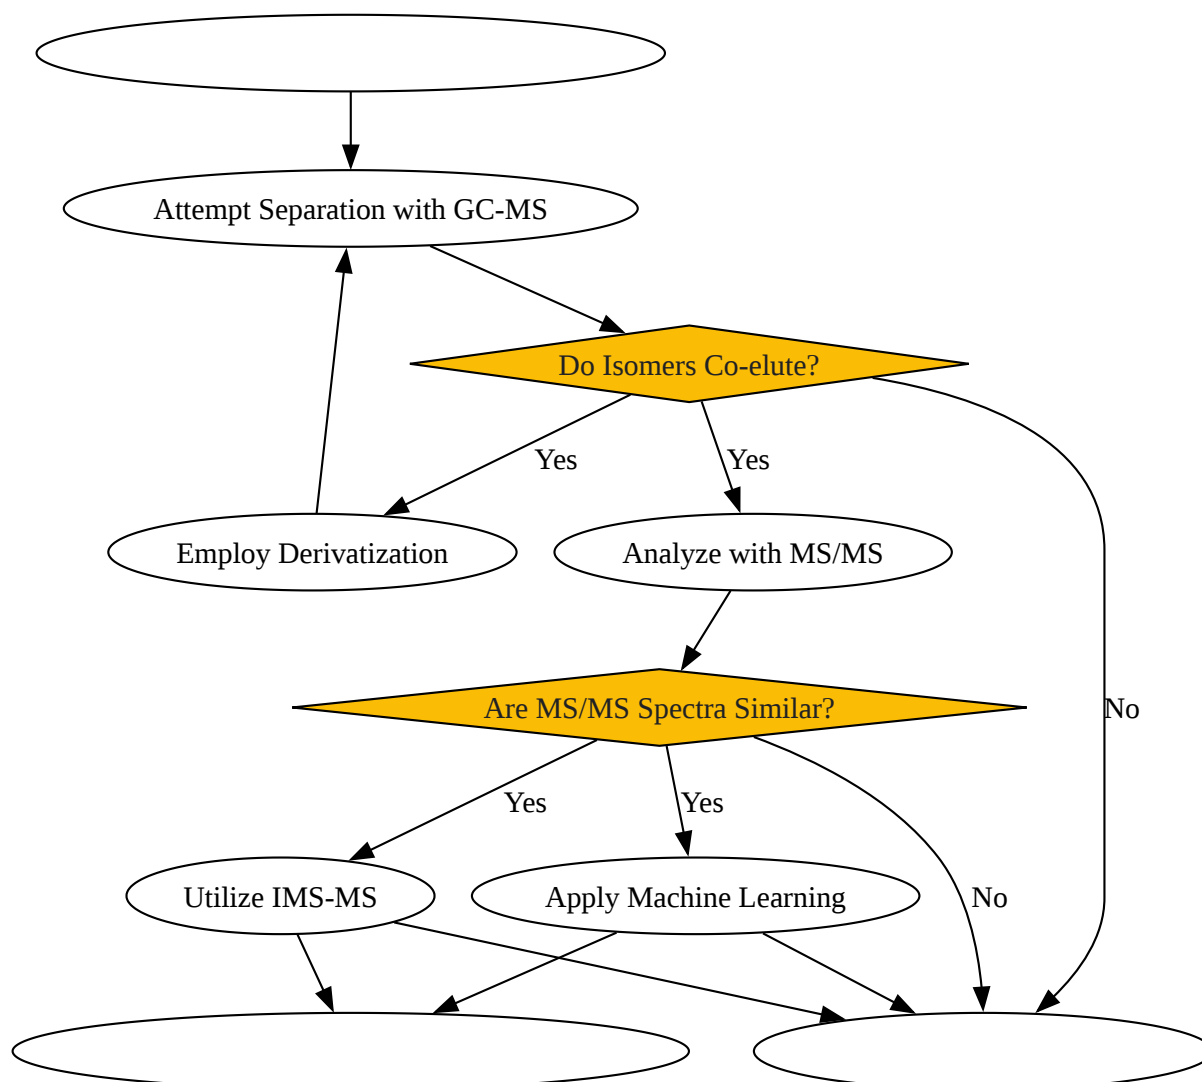 Attempt Separation with GC-MS
Do Isomers Co-elute?
Yes
Yes
Employ Derivatization
Analyze with MS/MS
Are MS/MS Spectra Similar?
No
Yes
Yes
Utilize IMS-MS
Apply Machine Learning
No